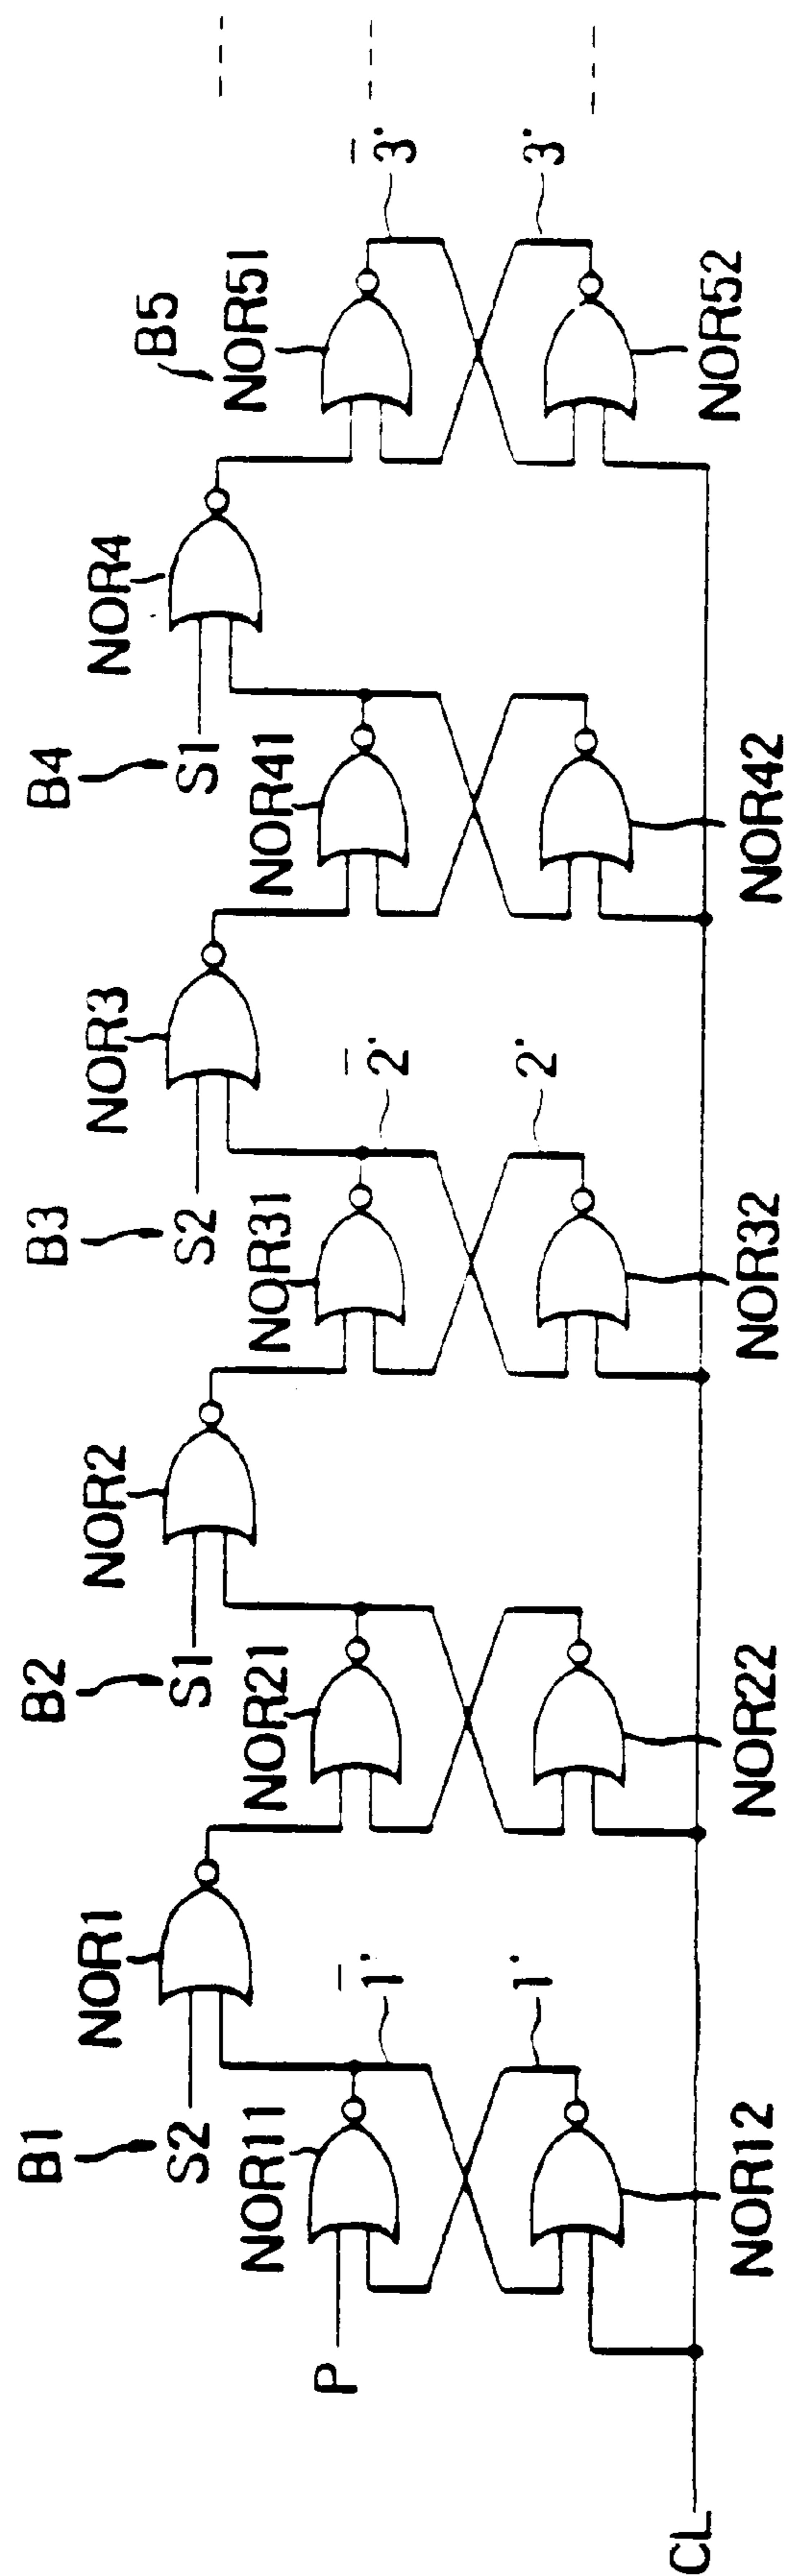 B1
B2
B3
B4
B5
NOR1
NOR2
NOR3
NOR4
S2
S1
S2
S1
NOR11
NOR21
NOR31
NOR41
NOR51
P
1̄'
2̄'
3̄'
1'
2'
3'
NOR12
NOR22
NOR32
NOR42
NOR52
CL